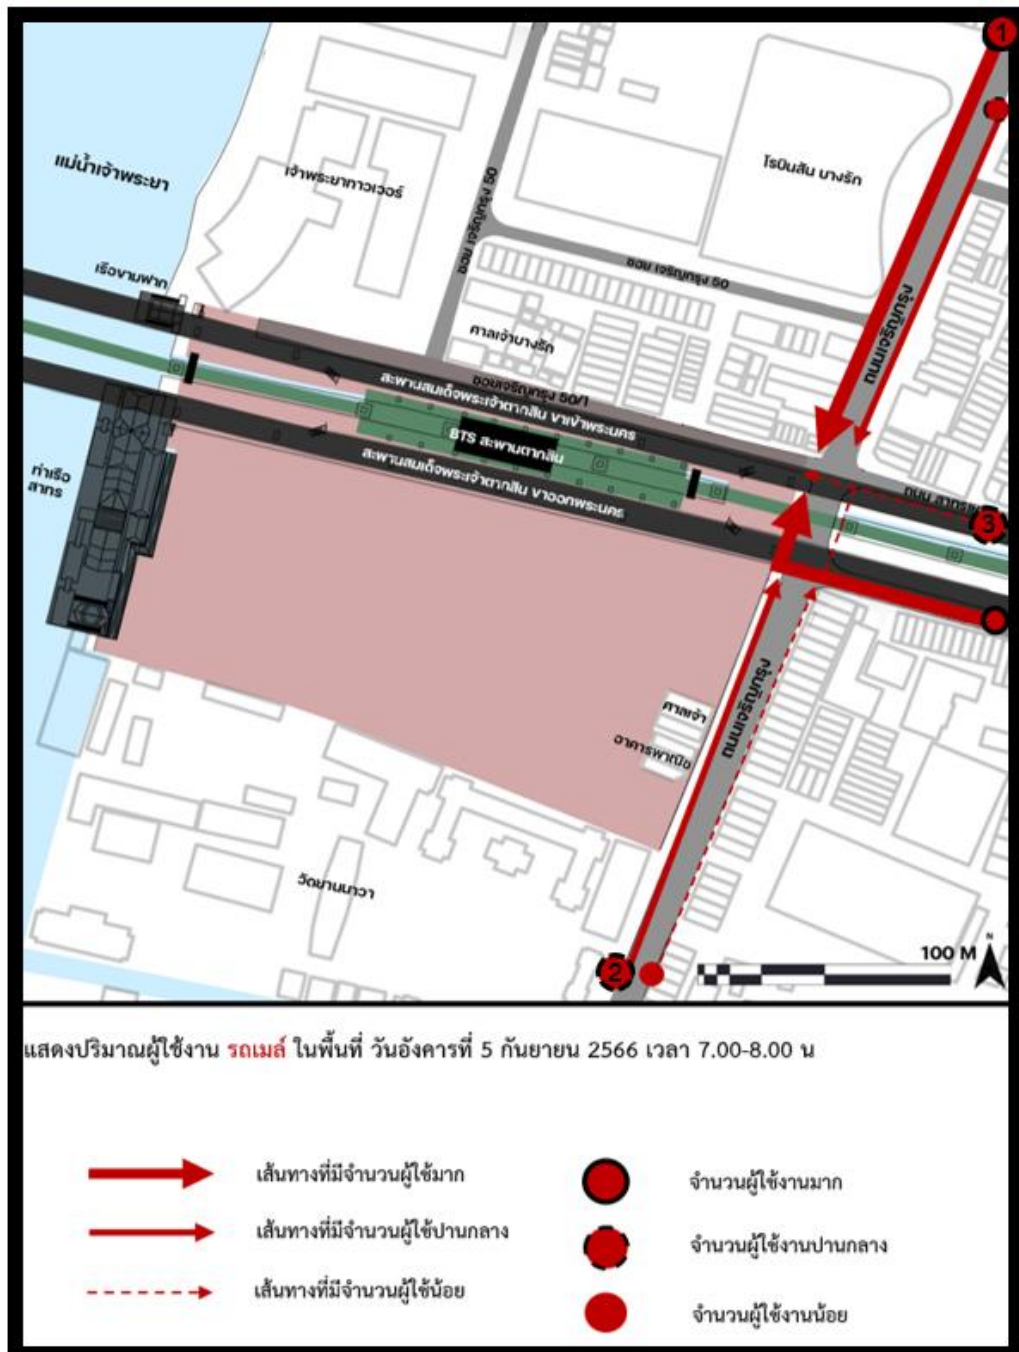 1
แม่น้ำเจ้าพระยา
เจ้าพระยาทาวเวอร์
โรบินสัน บางรัก
ซอย เจริญกรุง 50
ซอย เจริญกรุง 50
เรือข้ามฟาก
ศาลเจ้าบางรัก
ถนนเจริญกรุง
ซอยเจริญกรุง 50/1
สะพานสมเด็จพระเจ้าตากสิน ขาเข้าพระนคร
BTS สะพานตากสิน
สะพานสมเด็จพระเจ้าตากสิน ขาออกพระนคร
ท่าเรือ
สาทร
3
ถนนเจริญกรุง
ศาลเจ้า
อาคารพาณิช
วัดยานนาวา
2
100 M
N
แสดงปริมาณผู้ใช้งาน รถเมล์ ในพื้นที่ วันอังคารที่ 5 กันยายน 2566 เวลา 7.00-8.00 น
เส้นทางที่มีจำนวนผู้ใช้มาก
จำนวนผู้ใช้งานมาก
เส้นทางที่มีจำนวนผู้ใช้ปานกลาง
จำนวนผู้ใช้งานปานกลาง
เส้นทางที่มีจำนวนผู้ใช้น้อย
จำนวนผู้ใช้งานน้อย